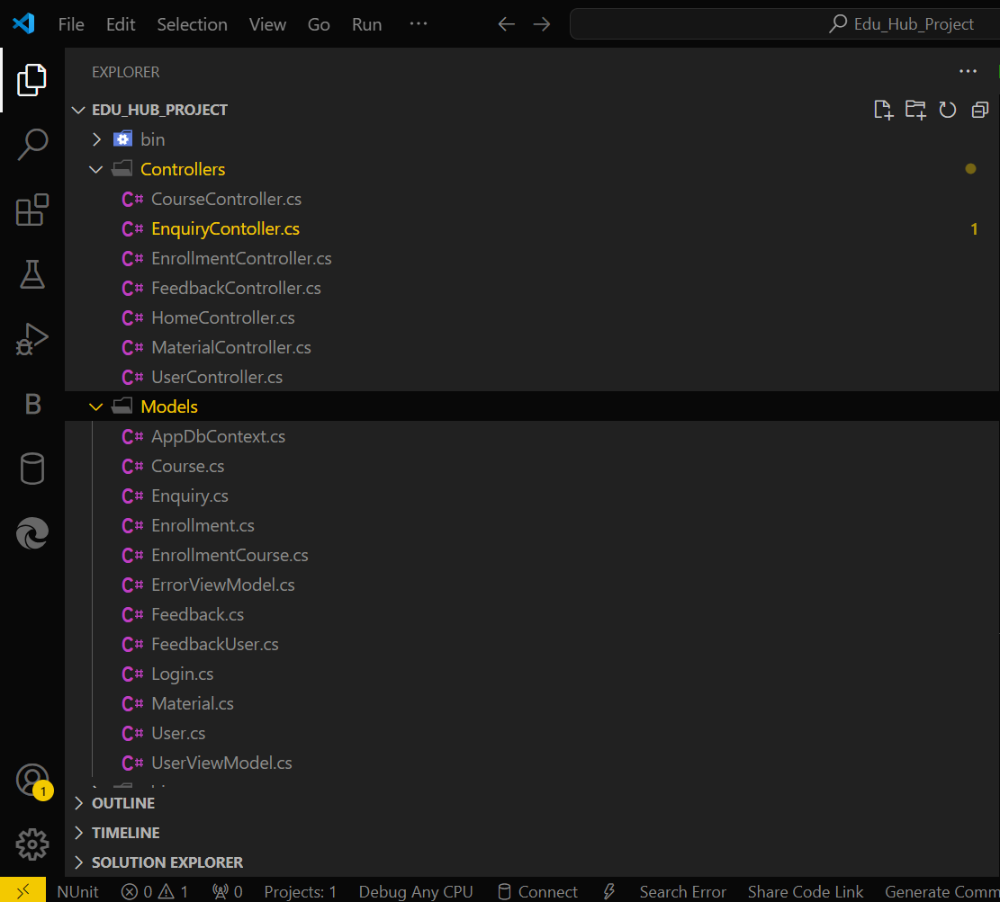 File Edit Selection View Go Run ··· Edu_Hub_Project
EXPLORER
EDU_HUB_PROJECT
bin
Controllers
C# CourseController.cs
C# EnquiryContoller.cs 1
C# EnrollmentController.cs
C# FeedbackController.cs
C# HomeController.cs
C# MaterialController.cs
C# UserController.cs
B
Models
C# AppDbContext.cs
C# Course.cs
C# Enquiry.cs
C# Enrollment.cs
C# EnrollmentCourse.cs
C# ErrorViewModel.cs
C# Feedback.cs
C# FeedbackUser.cs
C# Login.cs
C# Material.cs
C# User.cs
C# UserViewModel.cs
1
OUTLINE
TIMELINE
SOLUTION EXPLORER
NUnit 0 1 0 Projects: 1 Debug Any CPU Connect Search Error Share Code Link Generate Comm